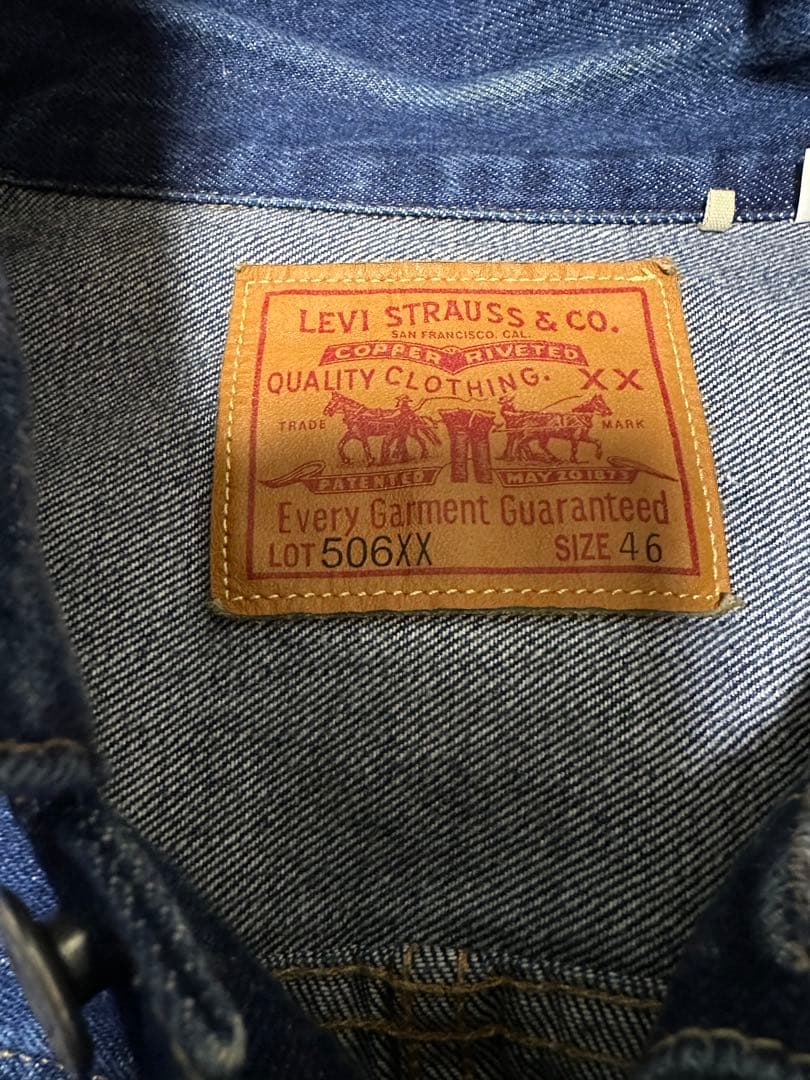 LEVI STRAUSS & CO.
SAN FRANCISCO, CAL.
COPPER RIVETED
QUALITY CLOTHING. XX
TRADE MARK
PATENTED MAY 20 1873
Every Garment Guaranteed
LOT 506XX SIZE 46